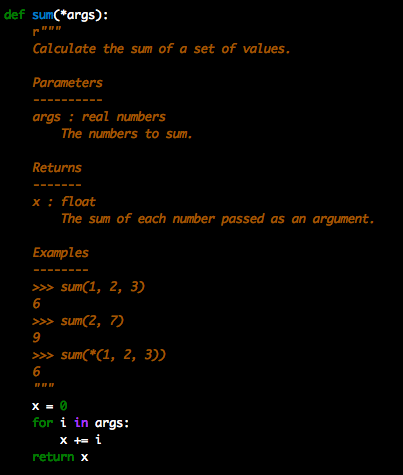 def sum(*args):
    r"""
    Calculate the sum of a set of values.

    Parameters
    ----------
    args : real numbers
        The numbers to sum.

    Returns
    -------
    x : float
        The sum of each number passed as an argument.

    Examples
    --------
    >>> sum(1, 2, 3)
    6
    >>> sum(2, 7)
    9
    >>> sum(*(1, 2, 3))
    6
    """
    x = 0
    for i in args:
        x += i
    return x